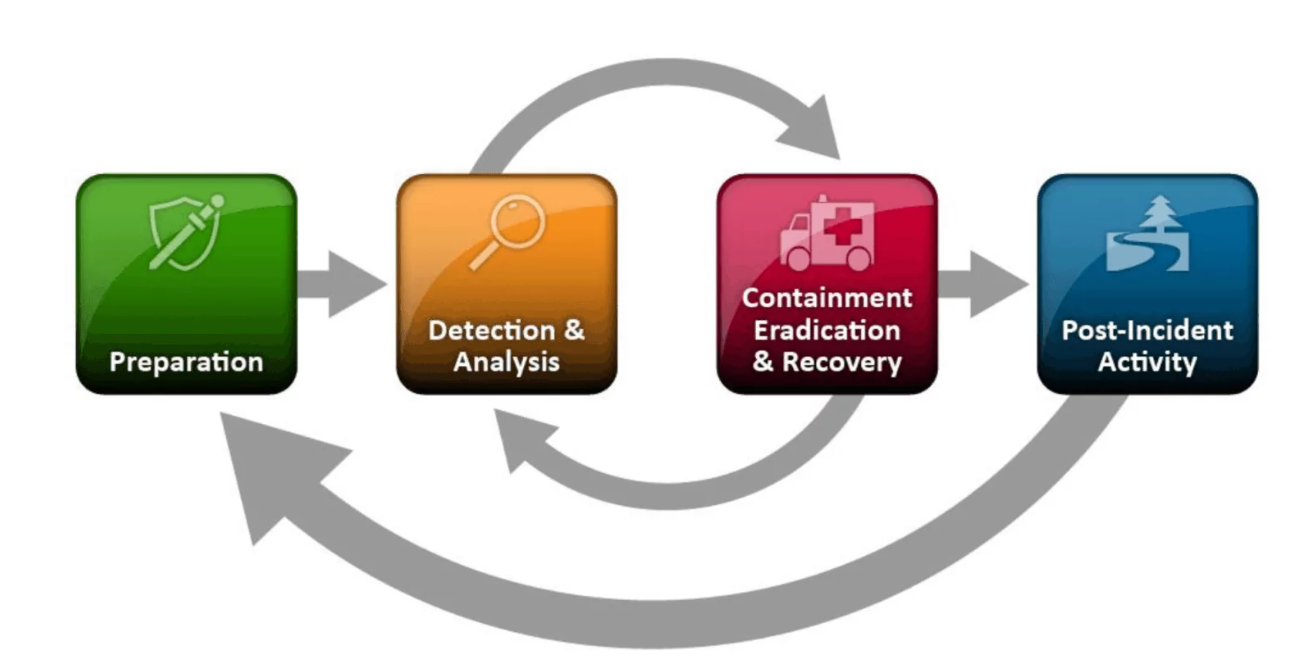 Preparation
Detection &
Analysis
Containment
Eradication
& Recovery
Post-Incident
Activity